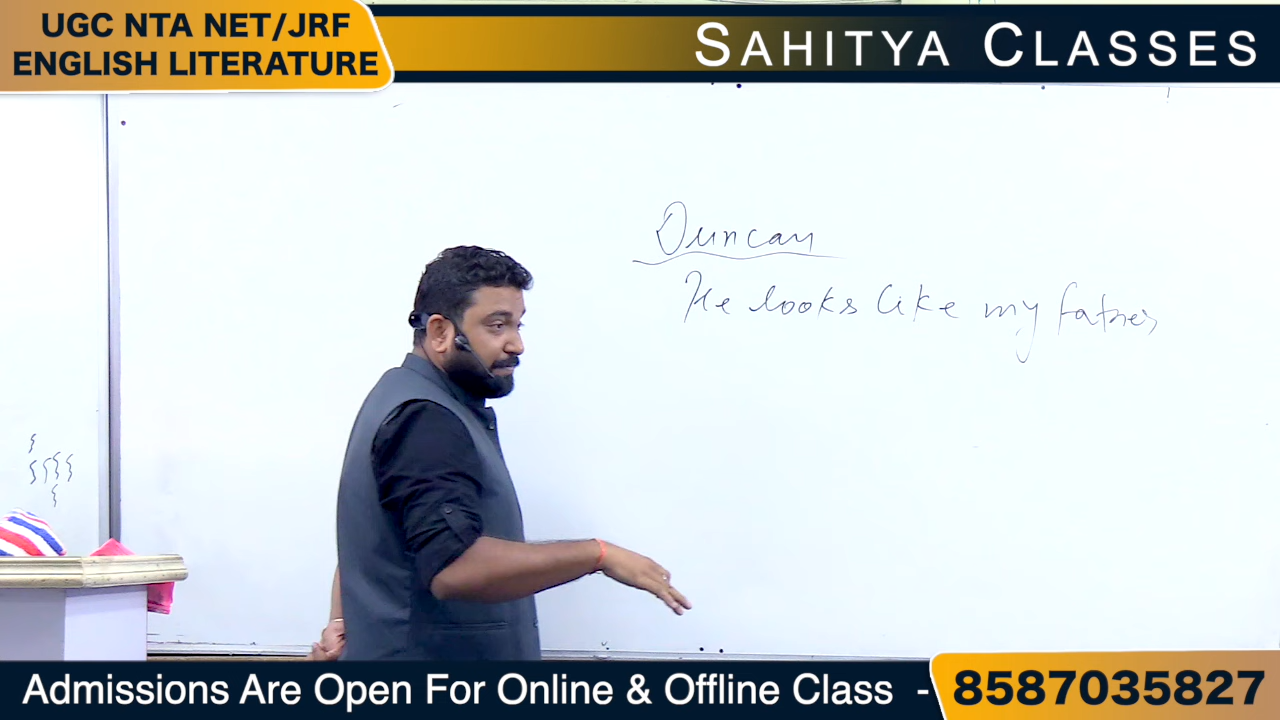 UGC NTA NET/JRF
ENGLISH LITERATURE
SAHITYA CLASSES
Duncan
He looks like my father
Admissions Are Open For Online & Offline Class - 8587035827